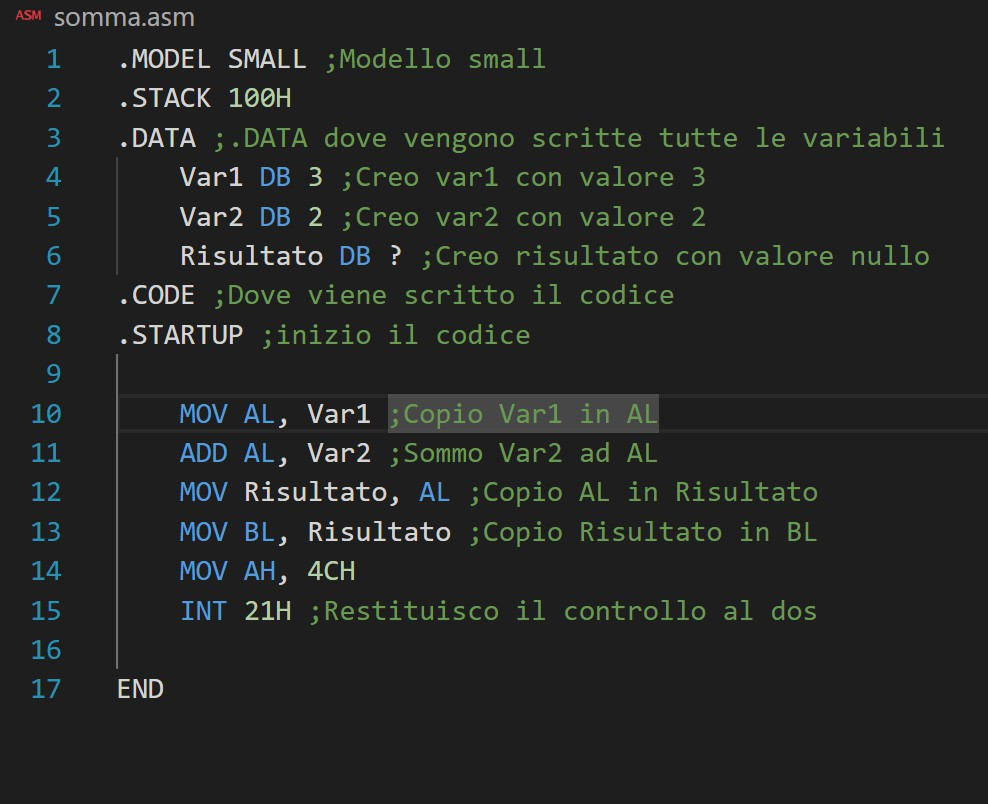 ASM somma.asm
1 .MODEL SMALL ;Modello small
2 .STACK 100H
3 .DATA ;.DATA dove vengono scritte tutte le variabili
4 Var1 DB 3 ;Creo var1 con valore 3
5 Var2 DB 2 ;Creo var2 con valore 2
6 Risultato DB ? ;Creo risultato con valore nullo
7 .CODE ;Dove viene scritto il codice
8 .STARTUP ;inizio il codice
9
10 MOV AL, Var1 ;Copio Var1 in AL
11 ADD AL, Var2 ;Sommo Var2 ad AL
12 MOV Risultato, AL ;Copio AL in Risultato
13 MOV BL, Risultato ;Copio Risultato in BL
14 MOV AH, 4CH
15 INT 21H ;Restituisco il controllo al dos
16
17 END